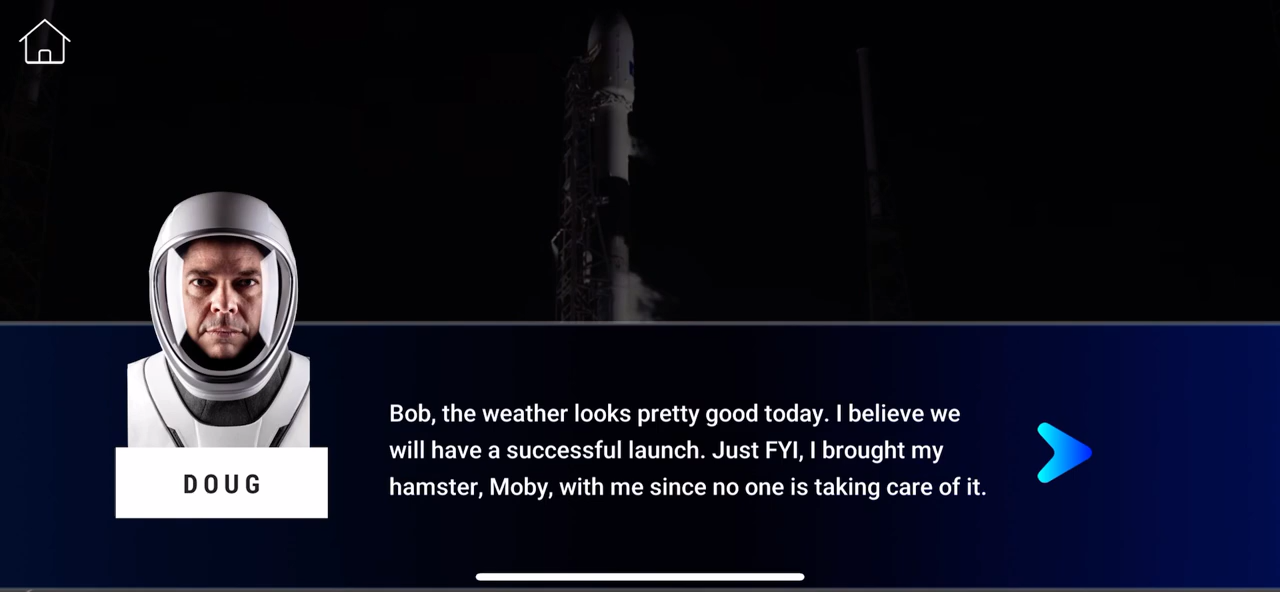 DOUG
Bob, the weather looks pretty good today. I believe we
will have a successful launch. Just FYI, I brought my
hamster, Moby, with me since no one is taking care of it.